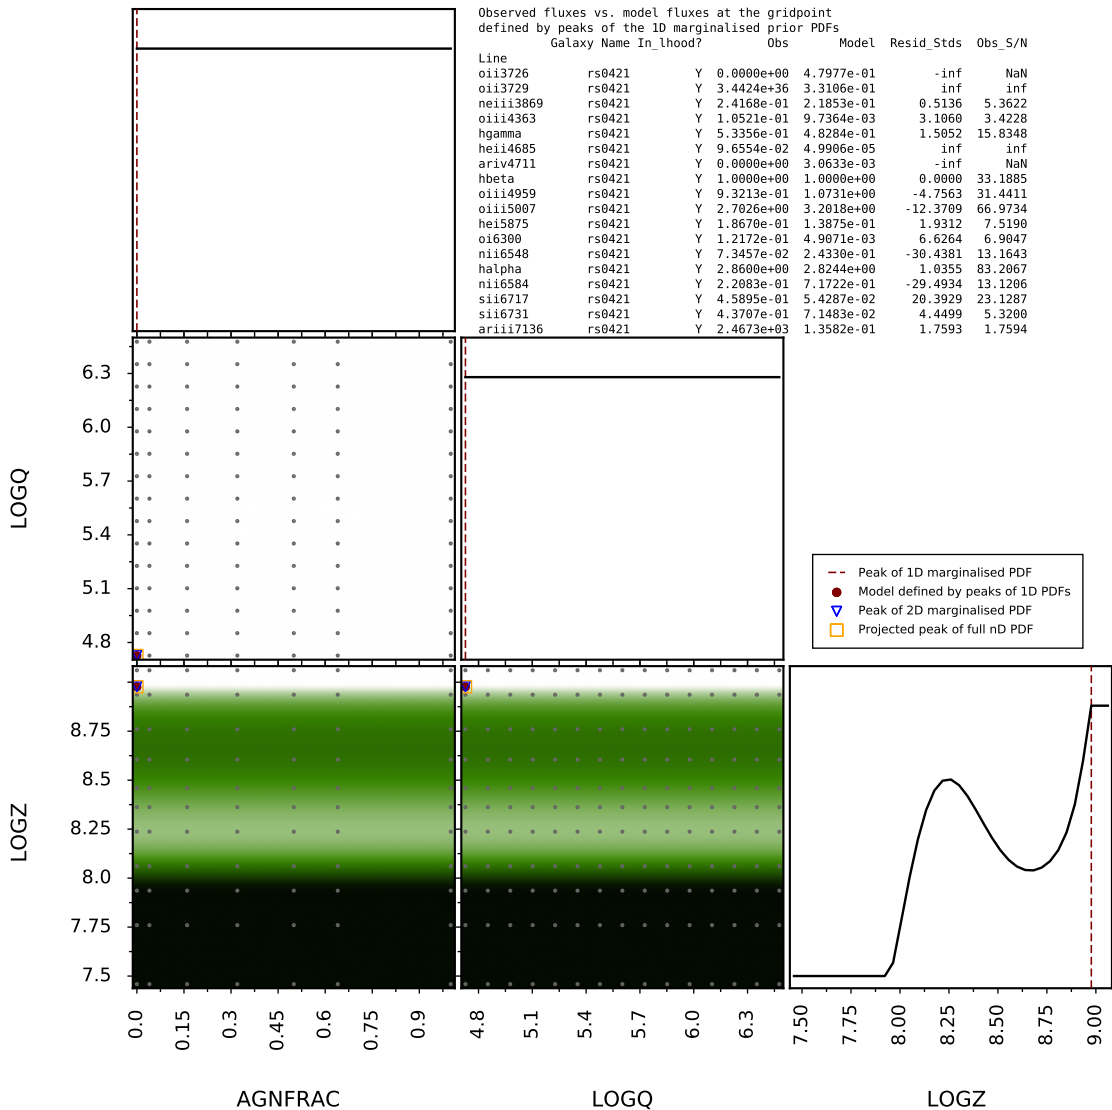 Observed fluxes vs. model fluxes at the gridpoint
defined by peaks of the 1D marginalised prior PDFs
Galaxy Name In_lhood? Obs Model Resid_Stds Obs_S/N
Line
oii3726 rs0421 Y 0.0000e+00 4.7977e-01 -inf NaN
oii3729 rs0421 Y 3.4424e+36 3.3106e-01 inf inf
neiii3869 rs0421 Y 2.4168e-01 2.1853e-01 0.5136 5.3622
oiii4363 rs0421 Y 1.0521e-01 9.7364e-03 3.1060 3.4228
hgamma rs0421 Y 5.3356e-01 4.8284e-01 1.5052 15.8348
heii4685 rs0421 Y 9.6554e-02 4.9906e-05 inf inf
ariv4711 rs0421 Y 0.0000e+00 3.0633e-03 -inf NaN
hbeta rs0421 Y 1.0000e+00 1.0000e+00 0.0000 33.1885
oiii4959 rs0421 Y 9.3213e-01 1.0731e+00 -4.7563 31.4411
oiii5007 rs0421 Y 2.7026e+00 3.2018e+00 -12.3709 66.9734
hei5875 rs0421 Y 1.8670e-01 1.3875e-01 1.9312 7.5190
oi6300 rs0421 Y 1.2172e-01 4.9071e-03 6.6264 6.9047
nii6548 rs0421 Y 7.3457e-02 2.4330e-01 -30.4381 13.1643
halpha rs0421 Y 2.8600e+00 2.8244e+00 1.0355 83.2067
nii6584 rs0421 Y 2.2083e-01 7.1722e-01 -29.4934 13.1206
sii6717 rs0421 Y 4.5895e-01 5.4287e-02 20.3929 23.1287
sii6731 rs0421 Y 4.3707e-01 7.1483e-02 4.4499 5.3200
ariii7136 rs0421 Y 2.4673e+03 1.3582e-01 1.7593 1.7594
6.3
6.0
5.7
5.4
5.1
4.8
LOGQ
Peak of 1D marginalised PDF
Model defined by peaks of 1D PDFs
Peak of 2D marginalised PDF
Projected peak of full nD PDF
8.75
8.5
8.25
8.0
7.75
7.5
LOGZ
0.0 0.15 0.3 0.45 0.6 0.75 0.9
4.8 5.1 5.4 5.7 6.0 6.3
7.50 7.75 8.00 8.25 8.50 8.75 9.00
AGNFRAC LOGQ LOGZ